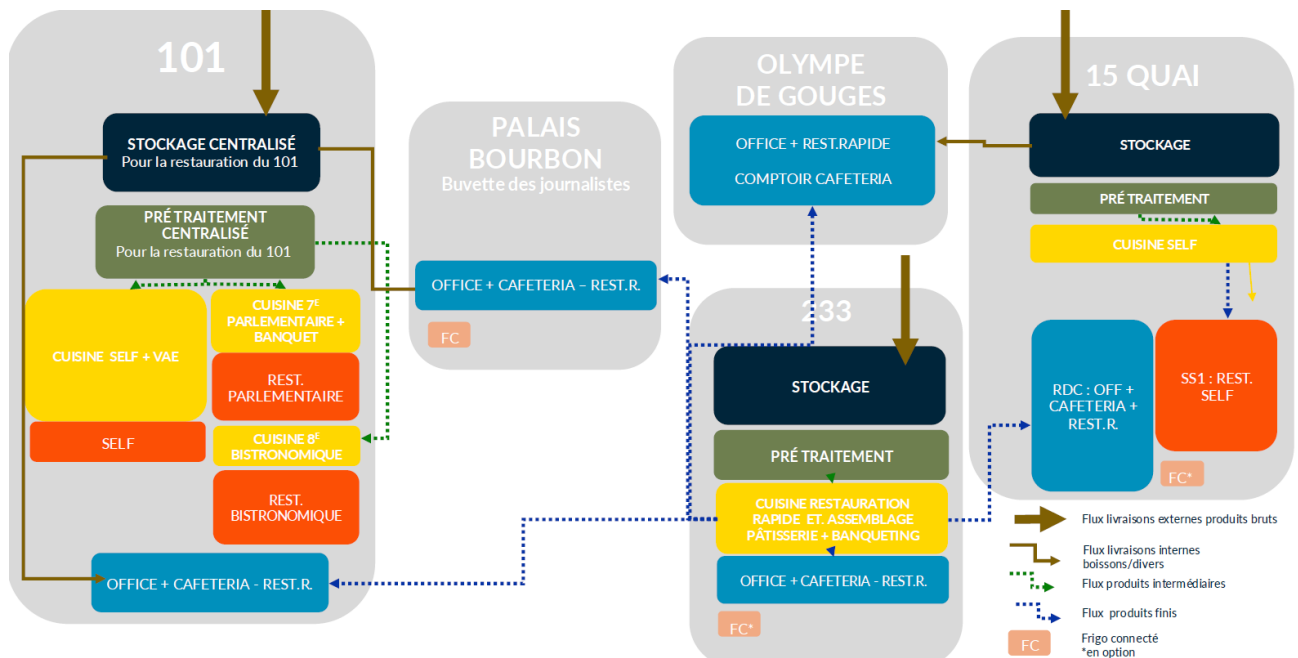 101
STOCKAGE CENTRALISÉ
Pour la restauration du 101
PRÉ TRAITEMENT
CENTRALISÉ
Pour la restauration du 101
CUISINE SELF + VAE
SELF
CUISINE 7E
PARLEMENTAIRE +
BANQUET
REST.
PARLEMENTAIRE
CUISINE 8E
BISTRONOMIQUE
REST.
BISTRONOMIQUE
OFFICE + CAFETERIA - REST.R.
PALAIS
BOURBON
Buvette des journalistes
OFFICE + CAFETERIA – REST.R.
FC
OLYMPE
DE GOUGES
OFFICE + REST.RAPIDE
COMPTOIR CAFETERIA
233
STOCKAGE
PRÉ TRAITEMENT
CUISINE RESTAURATION
RAPIDE ET. ASSEMBLAGE
PÂTISSERIE + BANQUETING
OFFICE + CAFETERIA - REST.R.
FC*
15 QUAI
STOCKAGE
PRÉ TRAITEMENT
CUISINE SELF
RDC : OFF +
CAFETERIA +
REST.R.
SS1 : REST.
SELF
FC*
Flux livraisons externes produits bruts
Flux livraisons internes
boissons/divers
Flux produits intermédiaires
Flux produits finis
FC
Frigo connecté
*en option